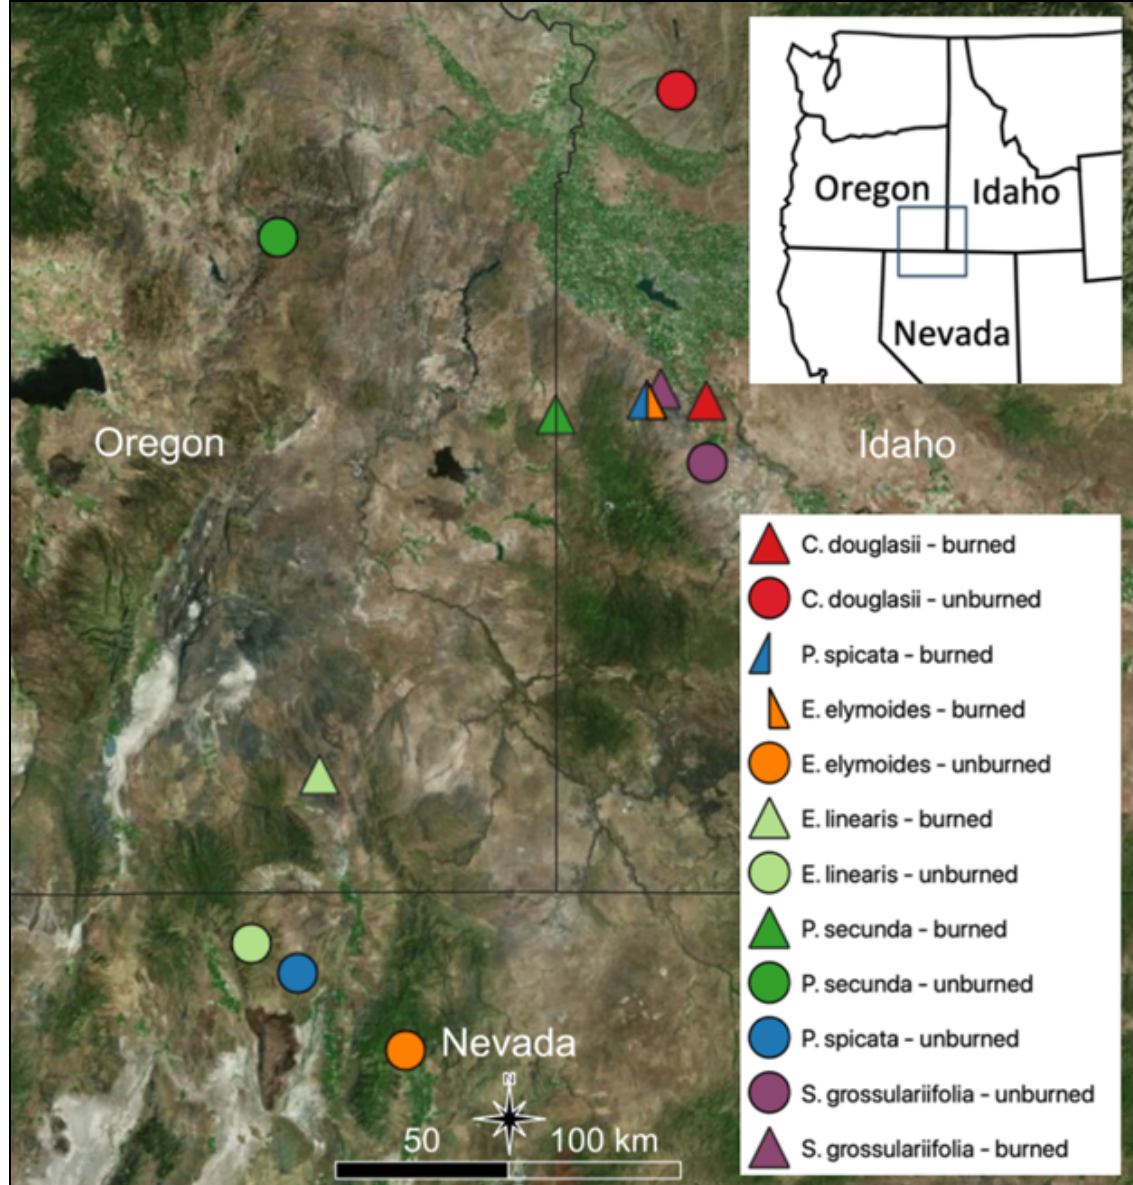 Oregon
Idaho
Nevada
Oregon
Idaho
C. douglasii - burned
C. douglasii - unburned
P. spicata - burned
E. elymoides - burned
E. elymoides - unburned
E. linearis - burned
E. linearis - unburned
P. secunda - burned
P. secunda - unburned
P. spicata - unburned
S. grossulariifolia - unburned
S. grossulariifolia - burned
Nevada
N
50
100 km